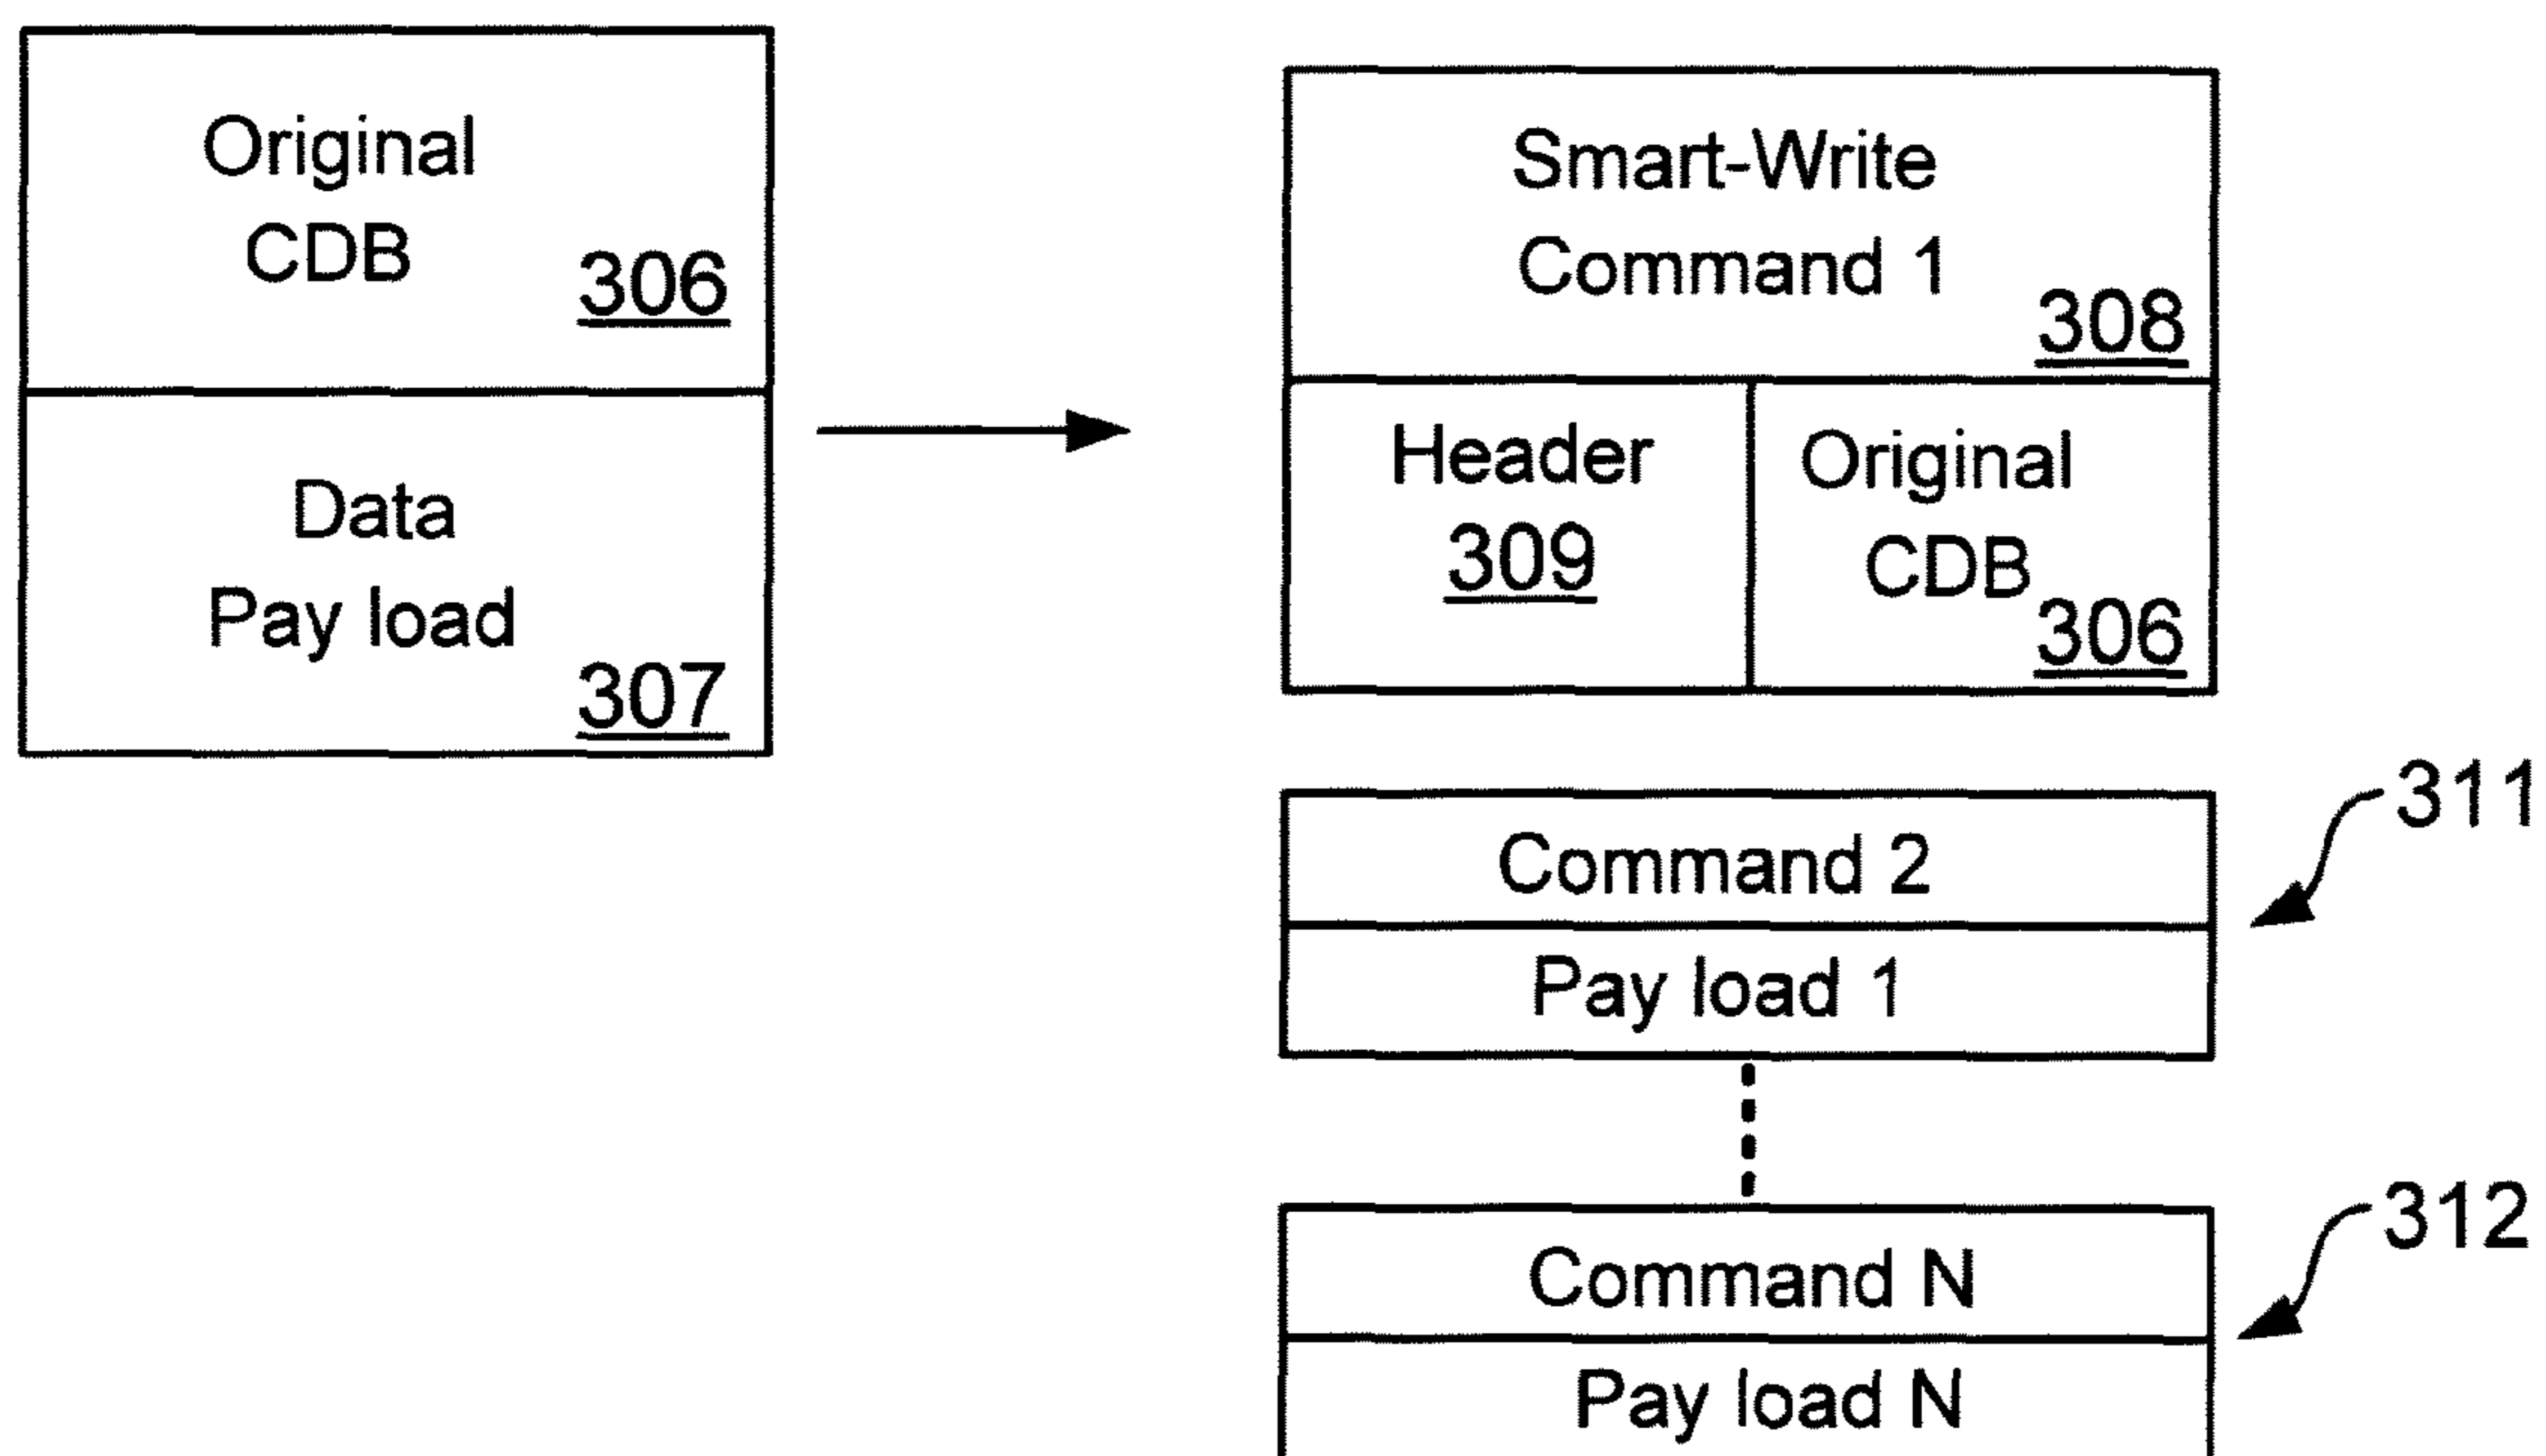 Original
CDB
306
Data
Pay load
307
Smart-Write
Command 1
308
Header
309
Original
CDB
306
311
Command 2
Pay load 1
312
Command N
Pay load N